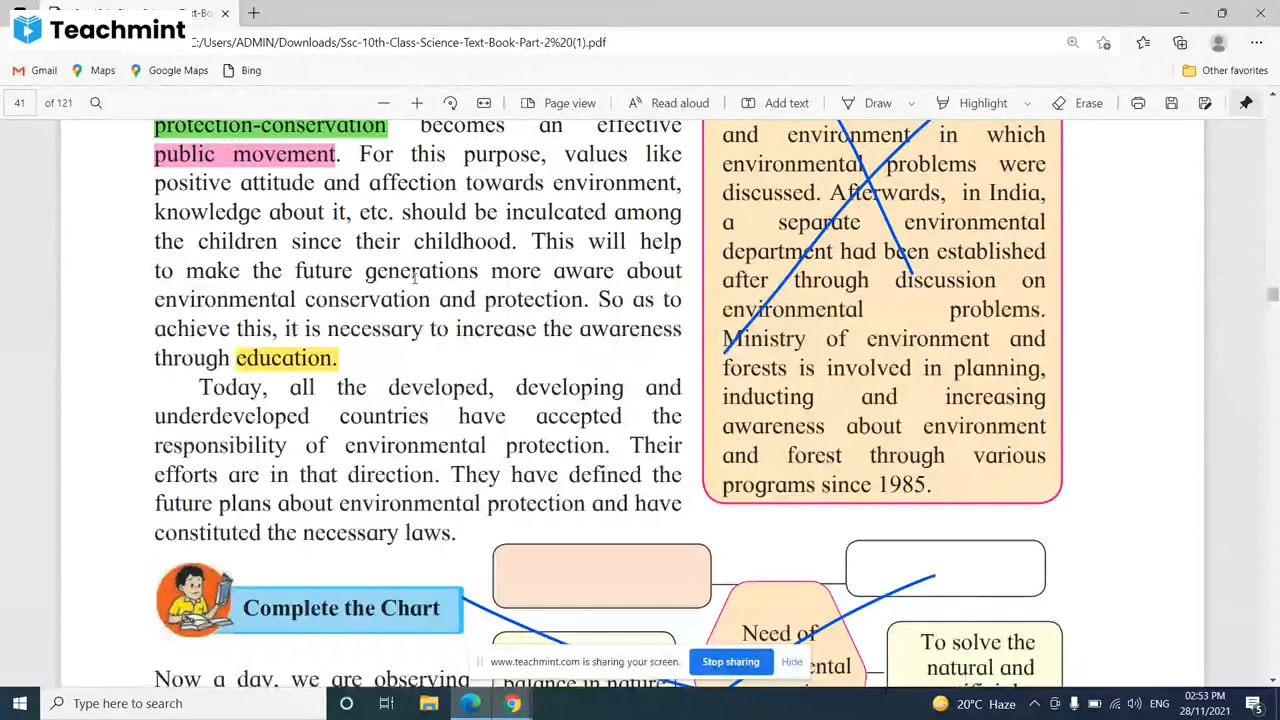 Teachmint
:/Users/ADMIN/Downloads/Ssc-10th-Class-Science-Text-Book-Part-2%20(1).pdf
Gmail Maps Google Maps Bing Other favorites
41 of 121 Page view Read aloud Add text Draw Highlight Erase
protection-conservation becomes an effective
public movement. For this purpose, values like
positive attitude and affection towards environment,
knowledge about it, etc. should be inculcated among
the children since their childhood. This will help
to make the future generations more aware about
environmental conservation and protection. So as to
achieve this, it is necessary to increase the awareness
through education.
Today, all the developed, developing and
underdeveloped countries have accepted the
responsibility of environmental protection. Their
efforts are in that direction. They have defined the
future plans about environmental protection and have
constituted the necessary laws.
and environment in which
environmental problems were
discussed. Afterwards, in India,
a separate environmental
department had been established
after through discussion on
environmental problems.
Ministry of environment and
forests is involved in planning,
inducting and increasing
awareness about environment
and forest through various
programs since 1985.
Complete the Chart
Need of
To solve the
natural and
www.teachmint.com is sharing your screen. Stop sharing Hide
Now a day, we are observing
balance in nature
Type here to search
20°C Haze
02:53 PM
28/11/2021
5